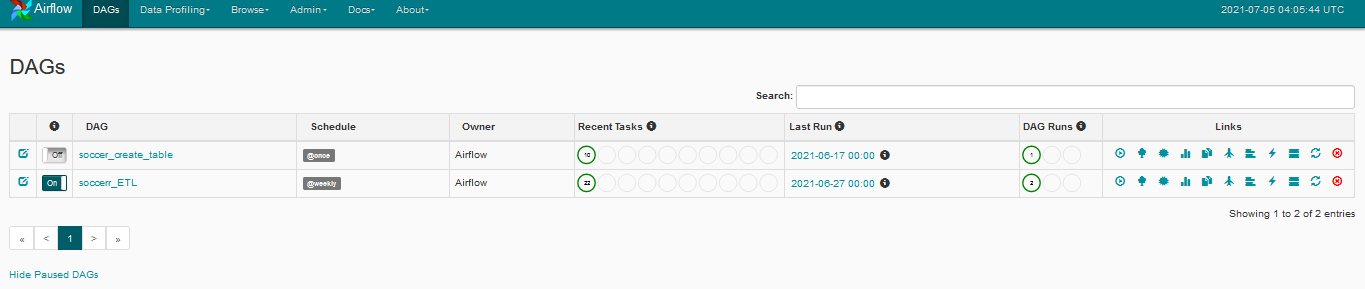 Airflow DAGs Data Profiling Browse Admin Docs About 2021-07-05 04:05:44 UTC
DAGs
Search:
DAG Schedule Owner Recent Tasks Last Run DAG Runs Links
Off soccer_create_table @once Airflow 10 2021-06-17 00:00 1
On soccerr_ETL @weekly Airflow 22 2021-06-27 00:00 2
Showing 1 to 2 of 2 entries
« < 1 > »
Hide Paused DAGs